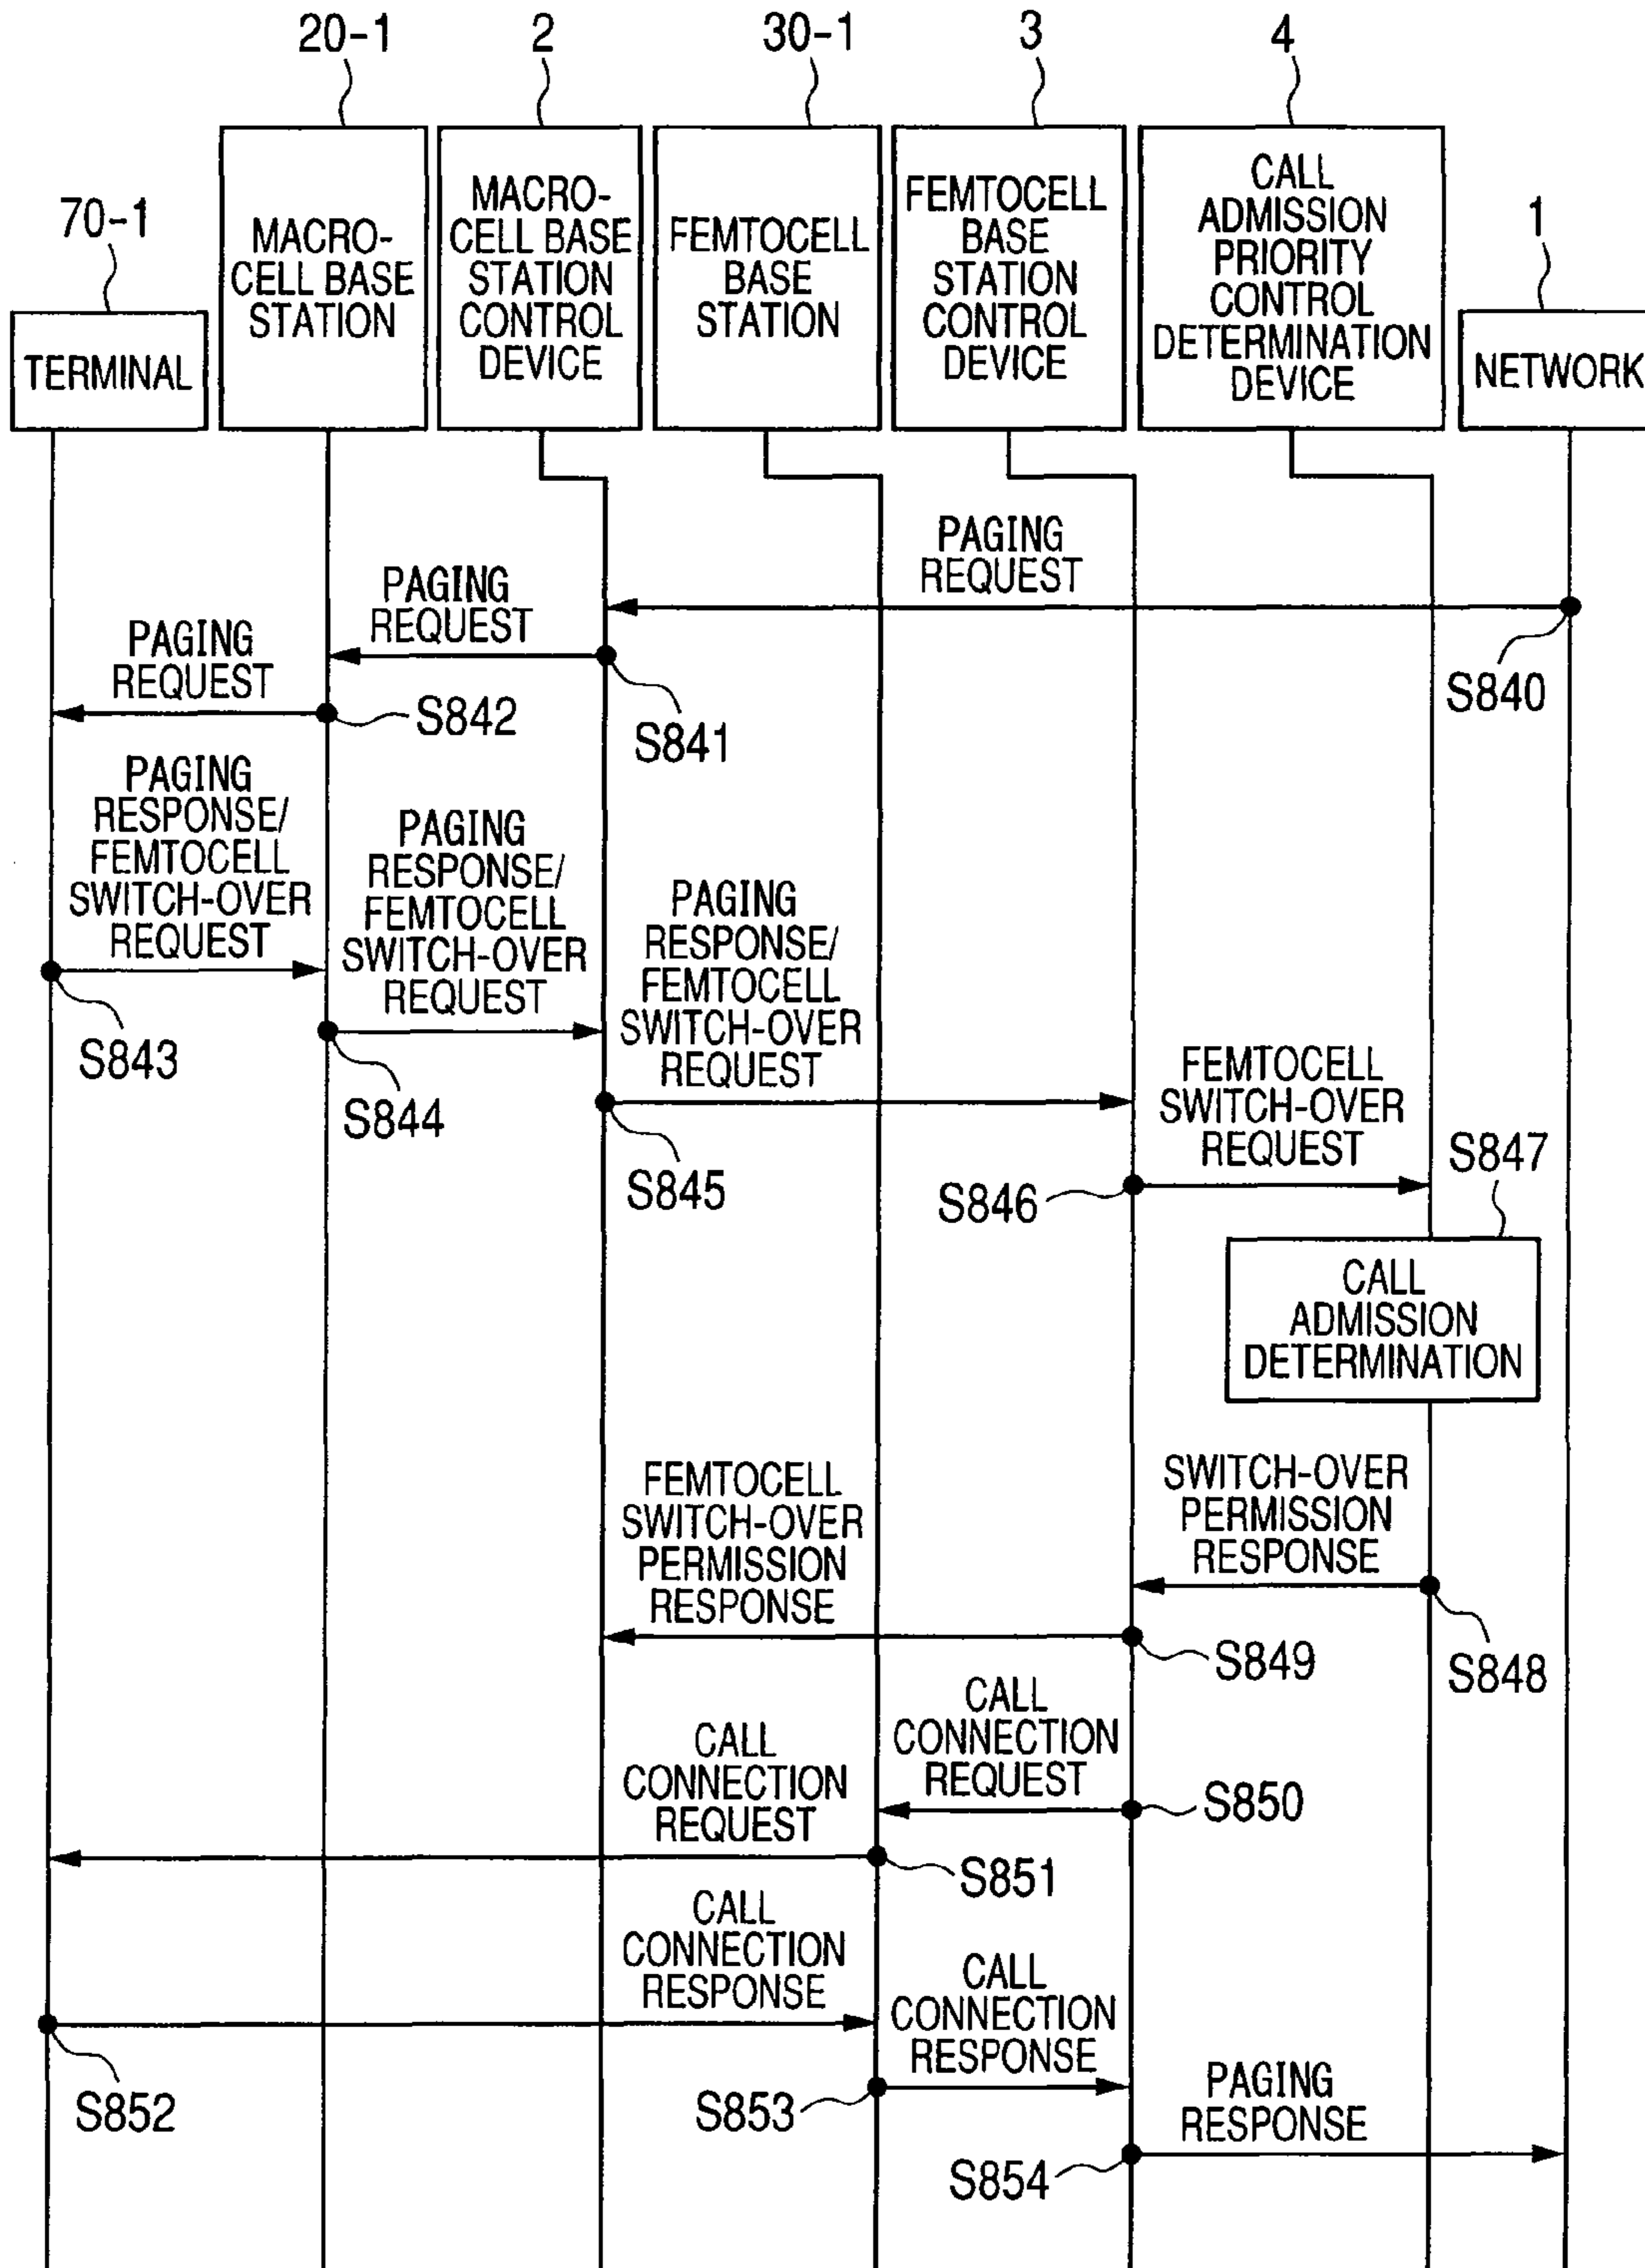 20-1
2
30-1
3
4
70-1
1
TERMINAL
MACRO-
CELL BASE
STATION
MACRO-
CELL BASE
STATION
CONTROL
DEVICE
FEMTOCELL
BASE
STATION
FEMTOCELL
BASE
STATION
CONTROL
DEVICE
CALL
ADMISSION
PRIORITY
CONTROL
DETERMINATION
DEVICE
NETWORK
PAGING
REQUEST
S840
PAGING
REQUEST
S841
PAGING
REQUEST
S842
PAGING
RESPONSE/
FEMTOCELL
SWITCH-OVER
REQUEST
S843
PAGING
RESPONSE/
FEMTOCELL
SWITCH-OVER
REQUEST
S844
PAGING
RESPONSE/
FEMTOCELL
SWITCH-OVER
REQUEST
S845
FEMTOCELL
SWITCH-OVER
REQUEST
S846
S847
CALL
ADMISSION
DETERMINATION
SWITCH-OVER
PERMISSION
RESPONSE
S848
FEMTOCELL
SWITCH-OVER
PERMISSION
RESPONSE
S849
CALL
CONNECTION
REQUEST
S850
CALL
CONNECTION
REQUEST
S851
CALL
CONNECTION
RESPONSE
S852
CALL
CONNECTION
RESPONSE
S853
PAGING
RESPONSE
S854